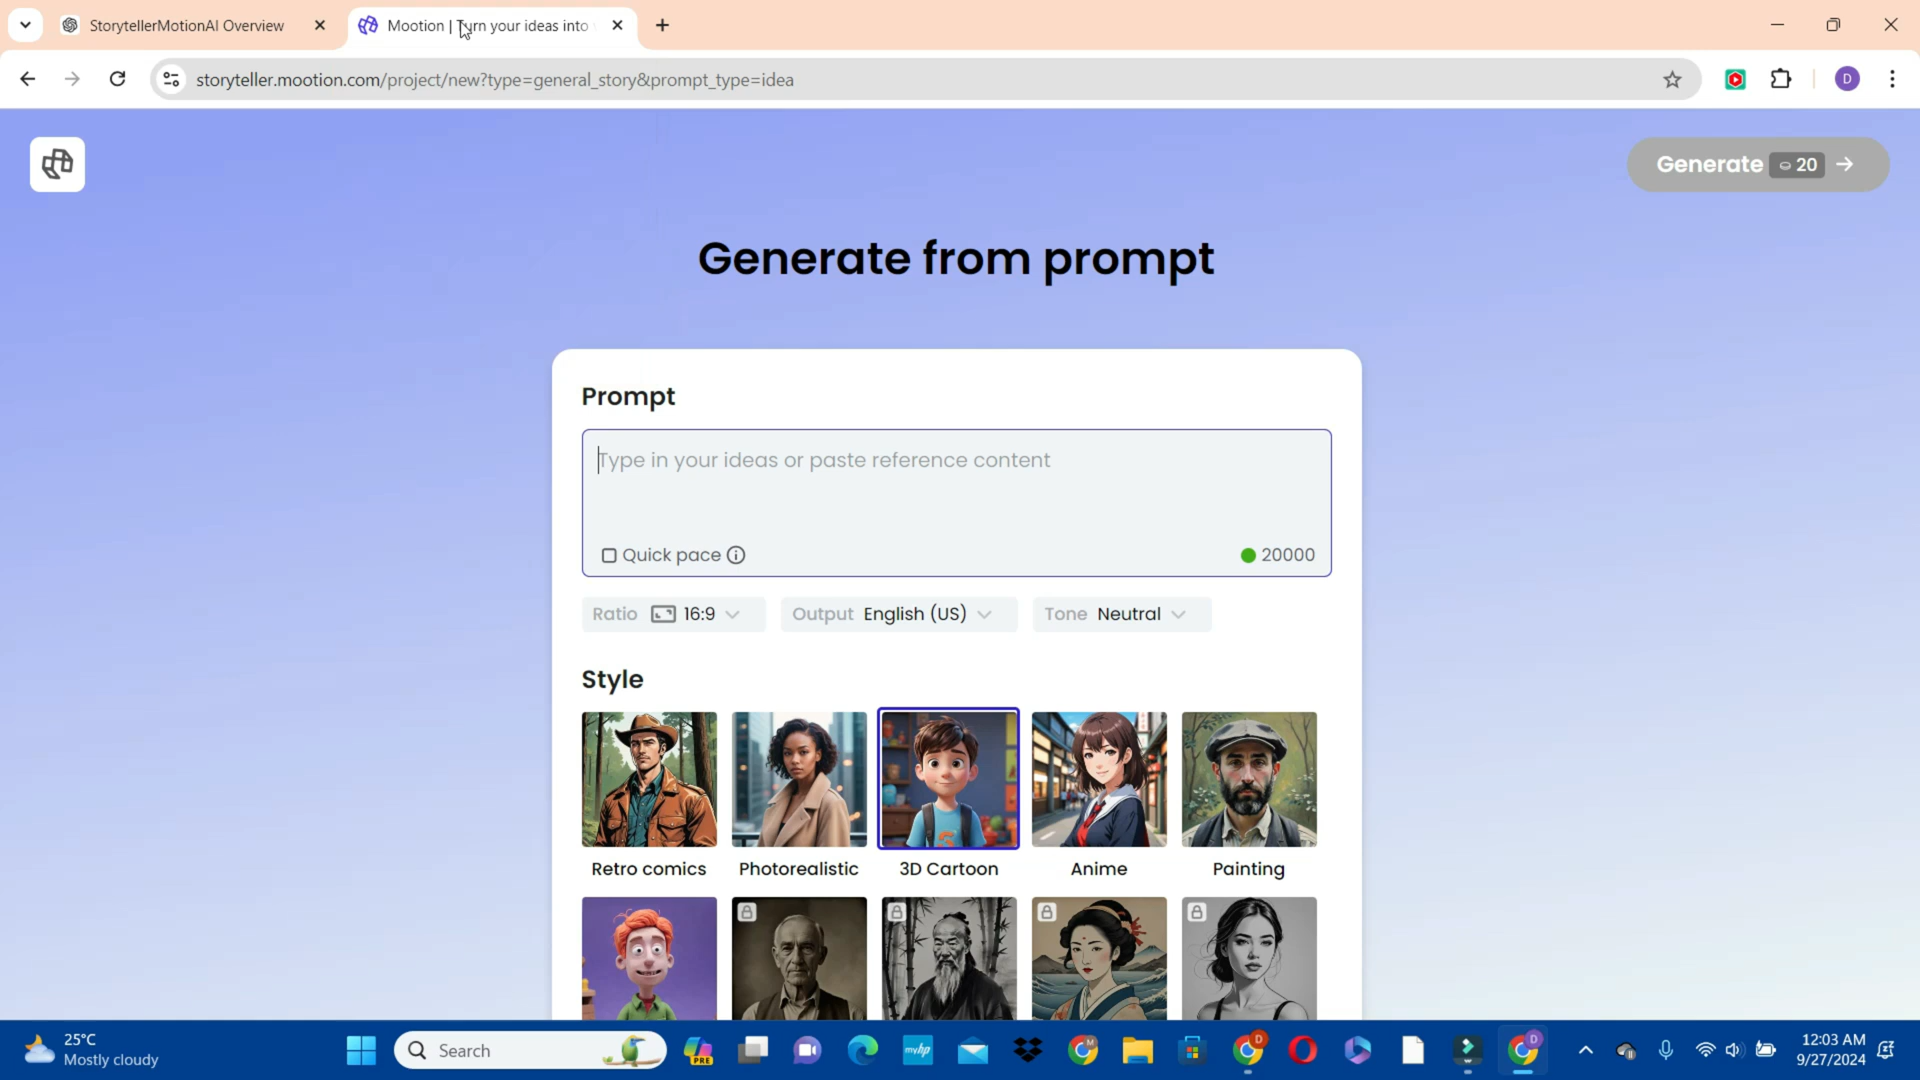 StorytellerMotionAI Overview
Mootion | Turn your ideas into
storyteller.mootion.com/project/new?type=general_story&prompt_type=idea
D
Generate 20
Generate from prompt
Prompt
Type in your ideas or paste reference content
Quick pace
20000
Ratio 16:9
Output English (US)
Tone Neutral
Style
Retro comics
Photorealistic
3D Cartoon
Anime
Painting
25°C
Mostly cloudy
Search
PRE
myhp
M
D
D
12:03 AM
9/27/2024